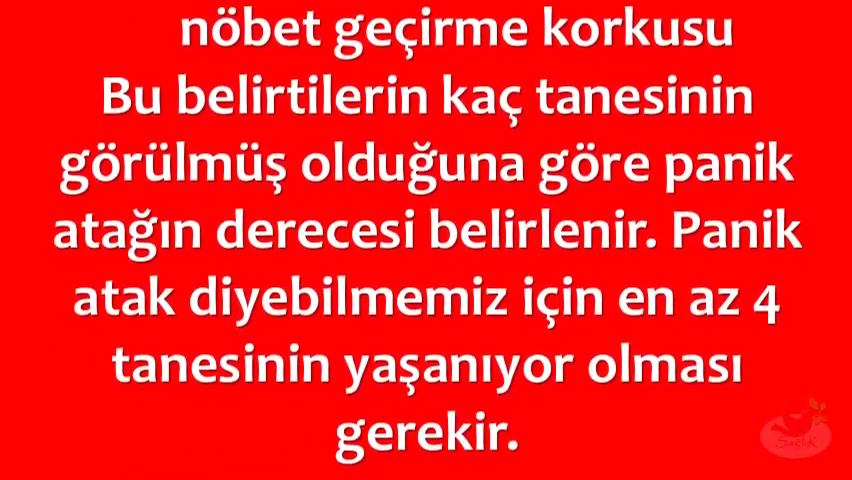 nöbet geçirme korkusu
Bu belirtilerin kaç tanesinin
görülmüş olduğuna göre panik
atağın derecesi belirlenir. Panik
atak diyebilmemiz için en az 4
tanesinin yaşanıyor olması
gerekir.
Sağlık